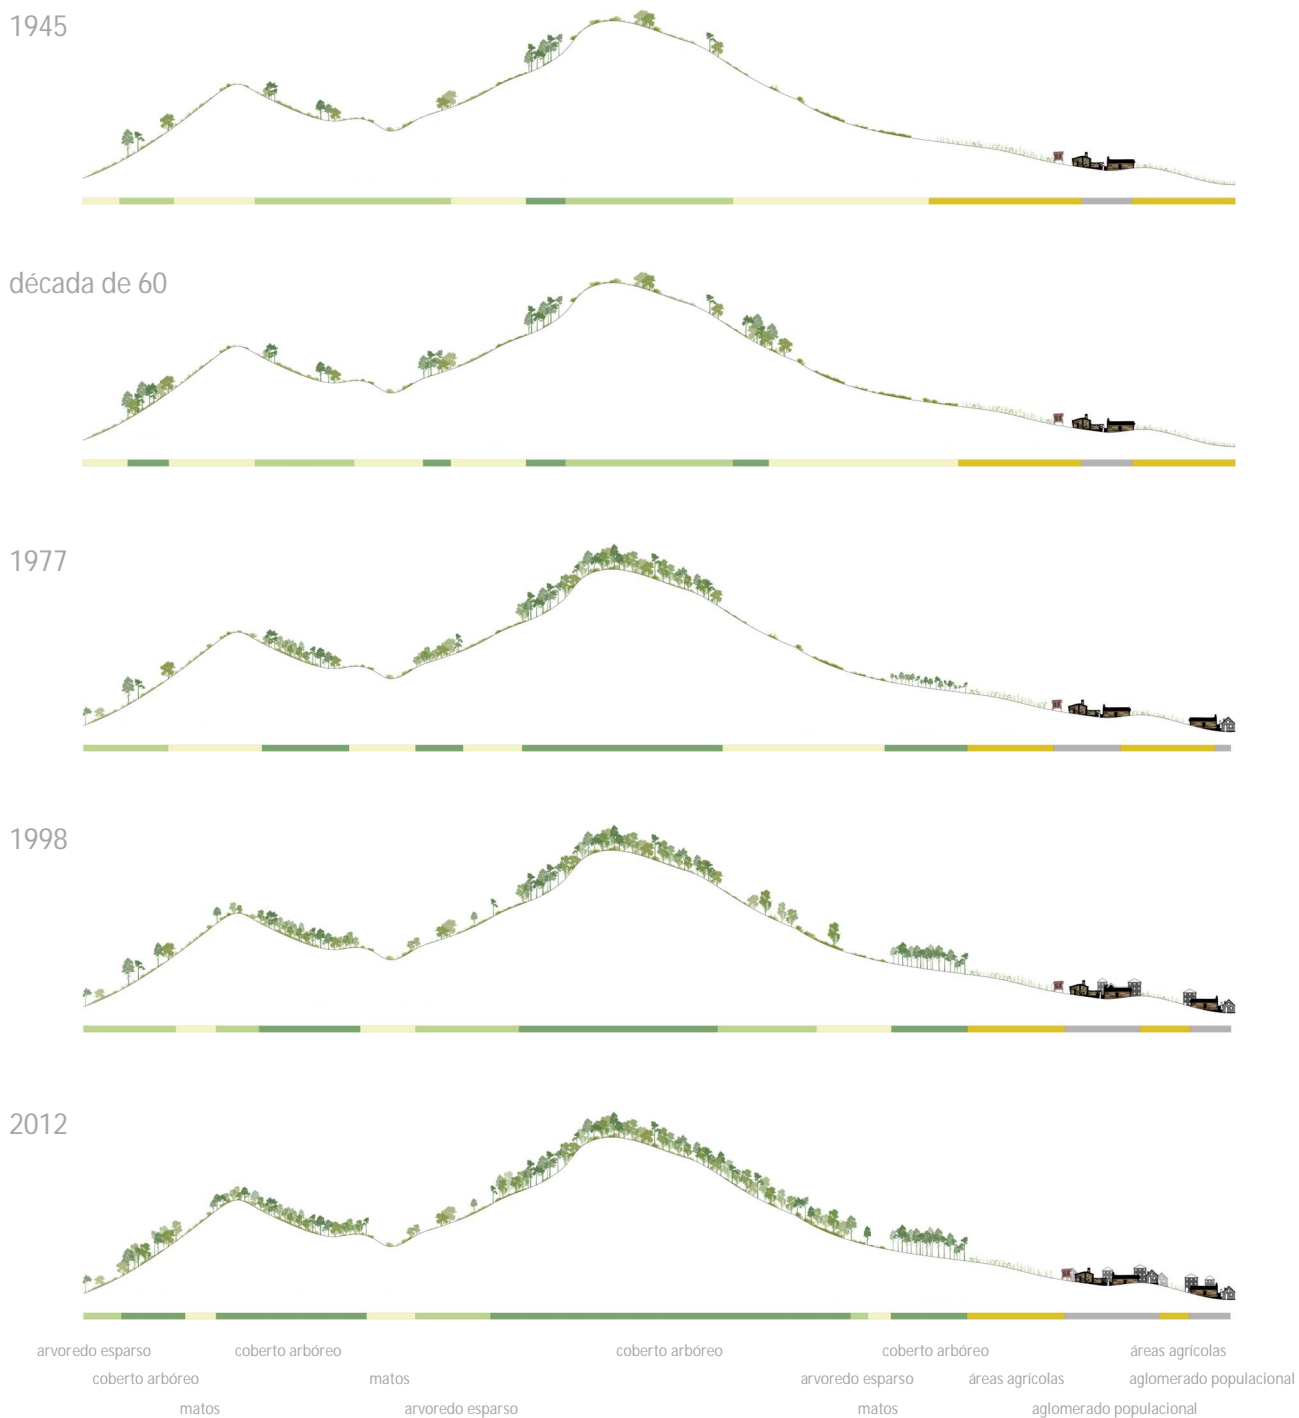 1945
década de 60
1977
1998
2012
arvoredo esparso coberto arbóreo coberto arbóreo coberto arbóreo áreas agrícolas
coberto arbóreo matos arvoredo esparso áreas agrícolas aglomerado populacional
matos arvoredo esparso matos aglomerado populacional